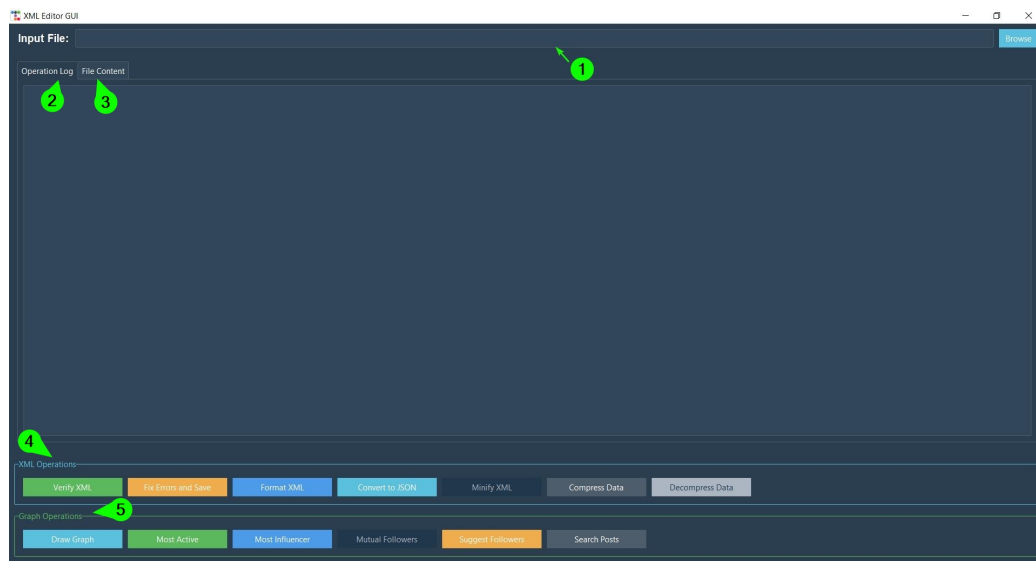 XML Editor GUI
Input File: Browse
1
Operation Log File Content
2 3
4
XML Operations
Verify XML Fix Errors and Save Format XML Convert to JSON Minify XML Compress Data Decompress Data
5
Graph Operations
Draw Graph Most Active Most Influencer Mutual Followers Suggest Followers Search Posts